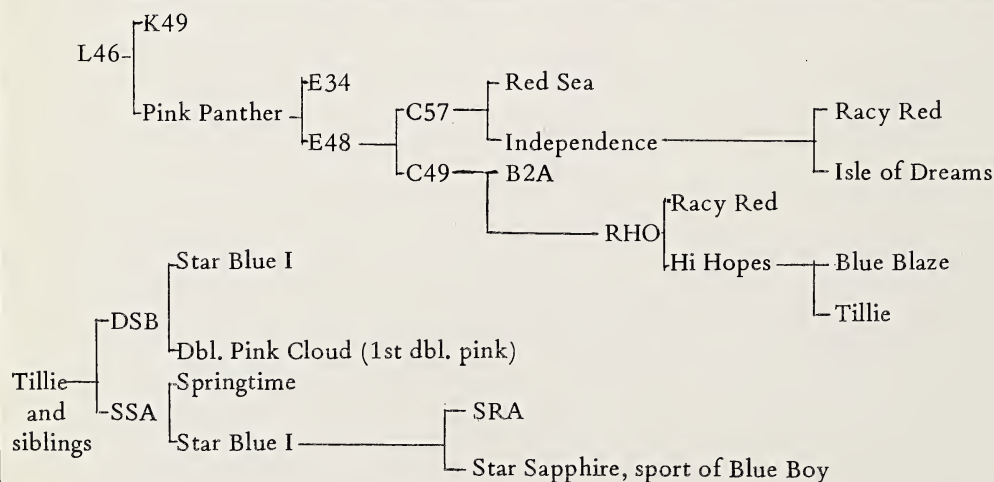 K49
L46
Pink Panther
E34
E48
C57
Red Sea
Independence
Racy Red
Isle of Dreams
C49
B2A
RHO
Racy Red
Hi Hopes
Blue Blaze
Tillie
Star Blue I
DSB
Dbl. Pink Cloud (1st dbl. pink)
Tillie
and
siblings
Springtime
SSA
Star Blue I
SRA
Star Sapphire, sport of Blue Boy